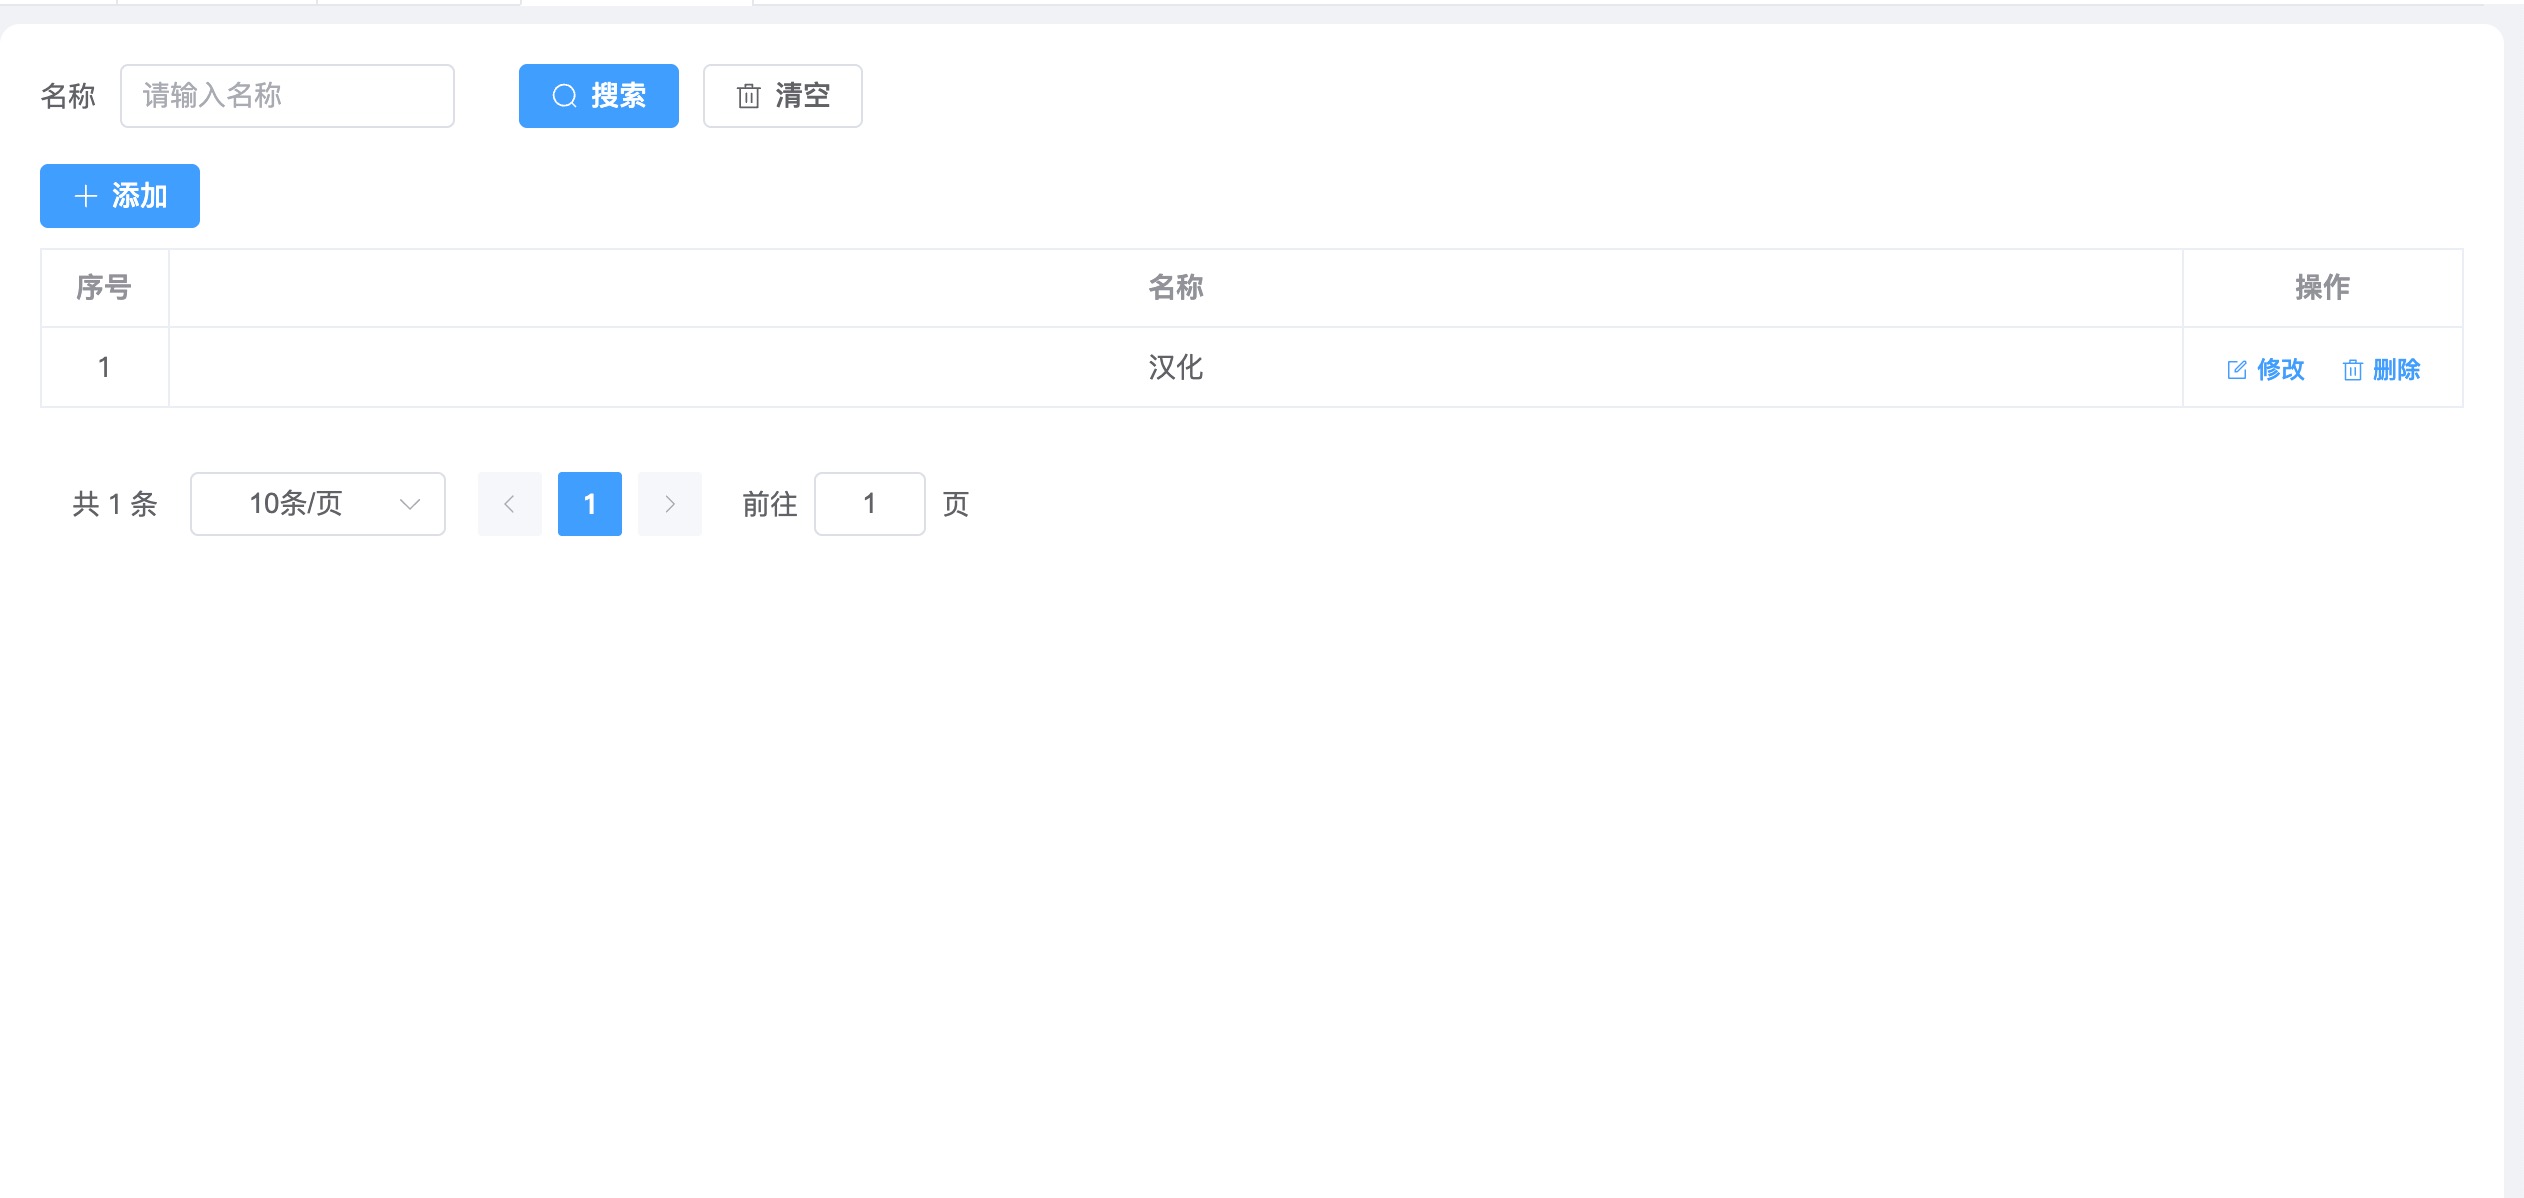 名称 请输入名称 搜索 清空
添加
序号 名称 操作
1 汉化 修改 删除
共 1 条 10条/页 1 前往 1 页